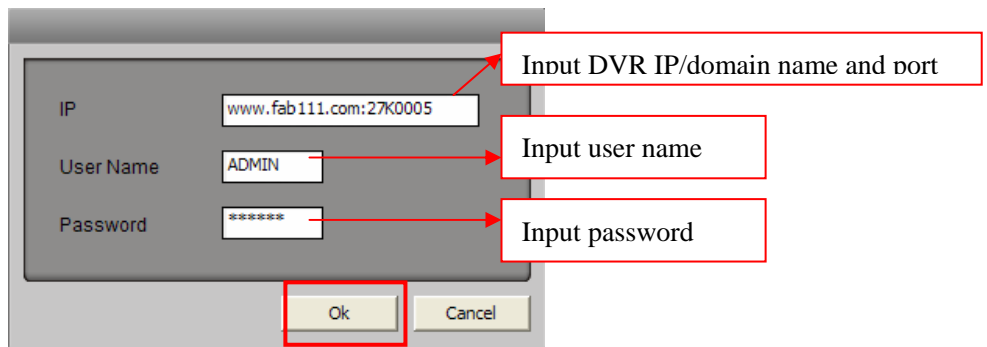 Input DVR IP/domain name and port
IP
www.fab111.com:27K0005
User Name
ADMIN
Input user name
Password
******
Input password
Ok
Cancel